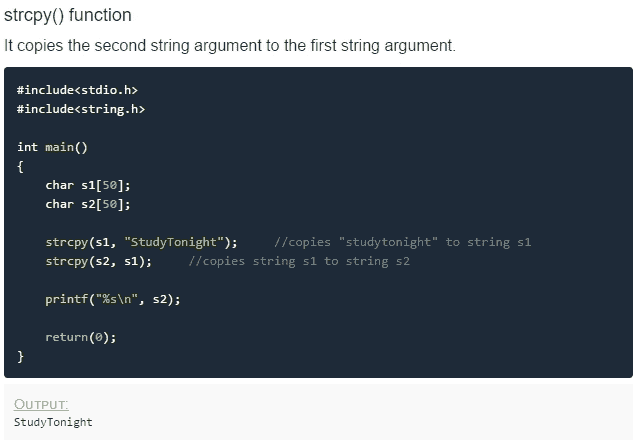 strcpy() function
It copies the second string argument to the first string argument.
#include<stdio.h>
#include<string.h>
int main()
{
char s1[50];
char s2[50];
strcpy(s1, "StudyTonight");     //copies "studytonight" to string s1
strcpy(s2, s1);     //copies string s1 to string s2
printf("%s\n", s2);
return(0);
}
OUTPUT:
StudyTonight